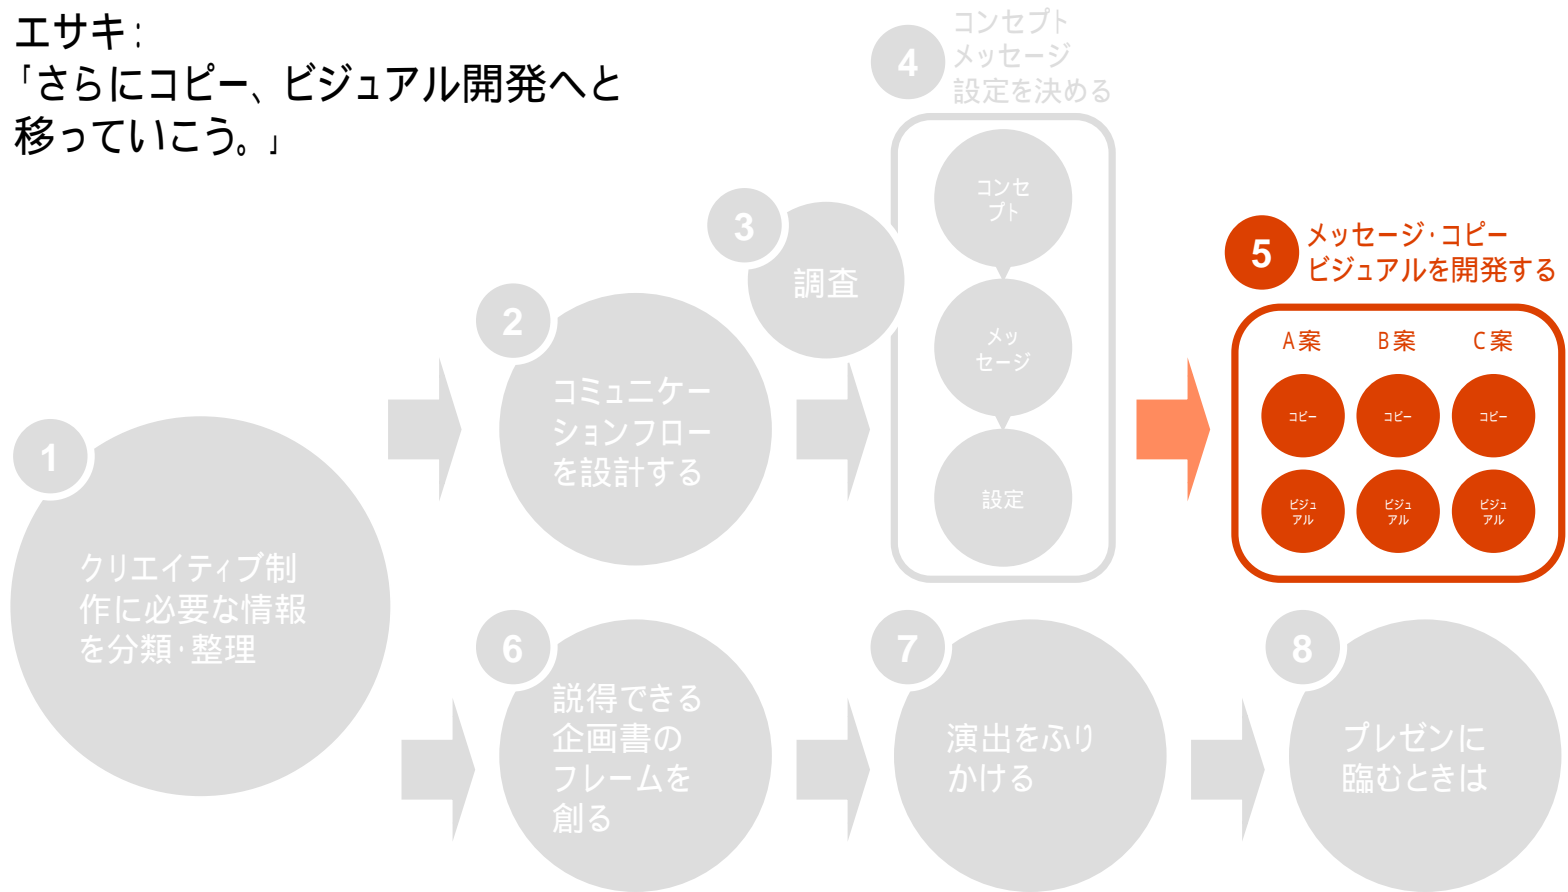 エサキ:
「さらにコピー、ビジュアル開発へと
移っていこう。」
1
クリエイティブ制
作に必要な情報
を分類・整理
2
コミュニケー
ションフロー
を設計する
3
調査
4
コンセプト
メッセージ
設定を決める
コンセ
プト
メッ
セージ
設定
5
メッセージ・コピー
ビジュアルを開発する
A案 B案 C案
コピー コピー コピー
ビジュ
アル
ビジュ
アル
ビジュ
アル
6
説得できる
企画書の
フレームを
創る
7
演出をふり
かける
8
プレゼンに
臨むときは